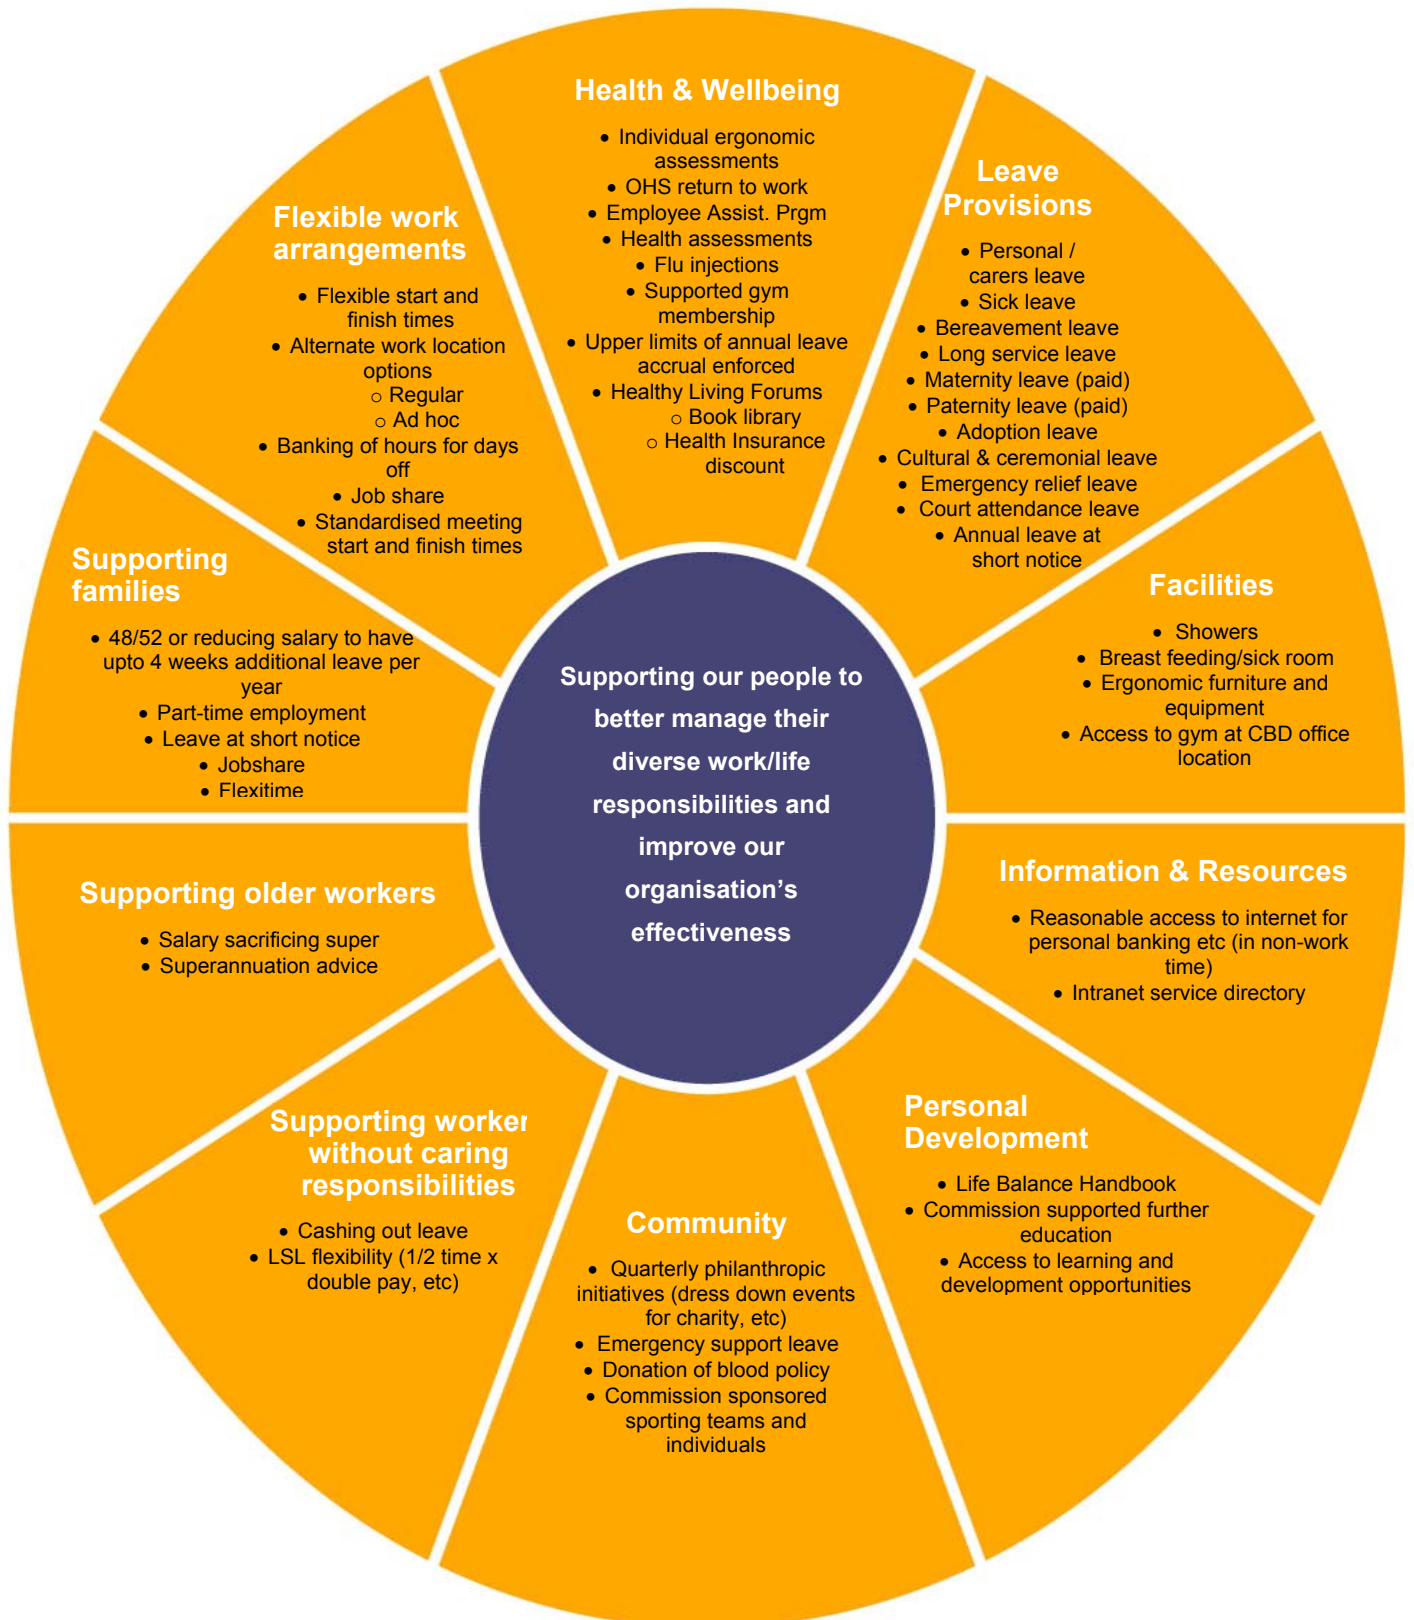 Health & Wellbeing
• Individual ergonomic
assessments
• OHS return to work
• Employee Assist. Prgm
• Health assessments
• Flu injections
• Supported gym
membership
• Upper limits of annual leave
accrual enforced
• Healthy Living Forums
o Book library
o Health Insurance
discount
Leave
Provisions
• Personal /
carers leave
• Sick leave
• Bereavement leave
• Long service leave
• Maternity leave (paid)
• Paternity leave (paid)
• Adoption leave
• Cultural & ceremonial leave
• Emergency relief leave
• Court attendance leave
• Annual leave at
short notice
Facilities
• Showers
• Breast feeding/sick room
• Ergonomic furniture and
equipment
• Access to gym at CBD office
location
Information & Resources
• Reasonable access to internet for
personal banking etc (in non-work
time)
• Intranet service directory
Personal
Development
• Life Balance Handbook
• Commission supported further
education
• Access to learning and
development opportunities
Community
• Quarterly philanthropic
initiatives (dress down events
for charity, etc)
• Emergency support leave
• Donation of blood policy
• Commission sponsored
sporting teams and
individuals
Supporting worker
without caring
responsibilities
• Cashing out leave
• LSL flexibility (1/2 time x
double pay, etc)
Supporting older workers
• Salary sacrificing super
• Superannuation advice
Supporting
families
• 48/52 or reducing salary to have
upto 4 weeks additional leave per
year
• Part-time employment
• Leave at short notice
• Jobshare
• Flexitime
Flexible work
arrangements
• Flexible start and
finish times
• Alternate work location
options
o Regular
o Ad hoc
• Banking of hours for days
off
• Job share
• Standardised meeting
start and finish times
Supporting our people to
better manage their
diverse work/life
responsibilities and
improve our
organisation’s
effectiveness